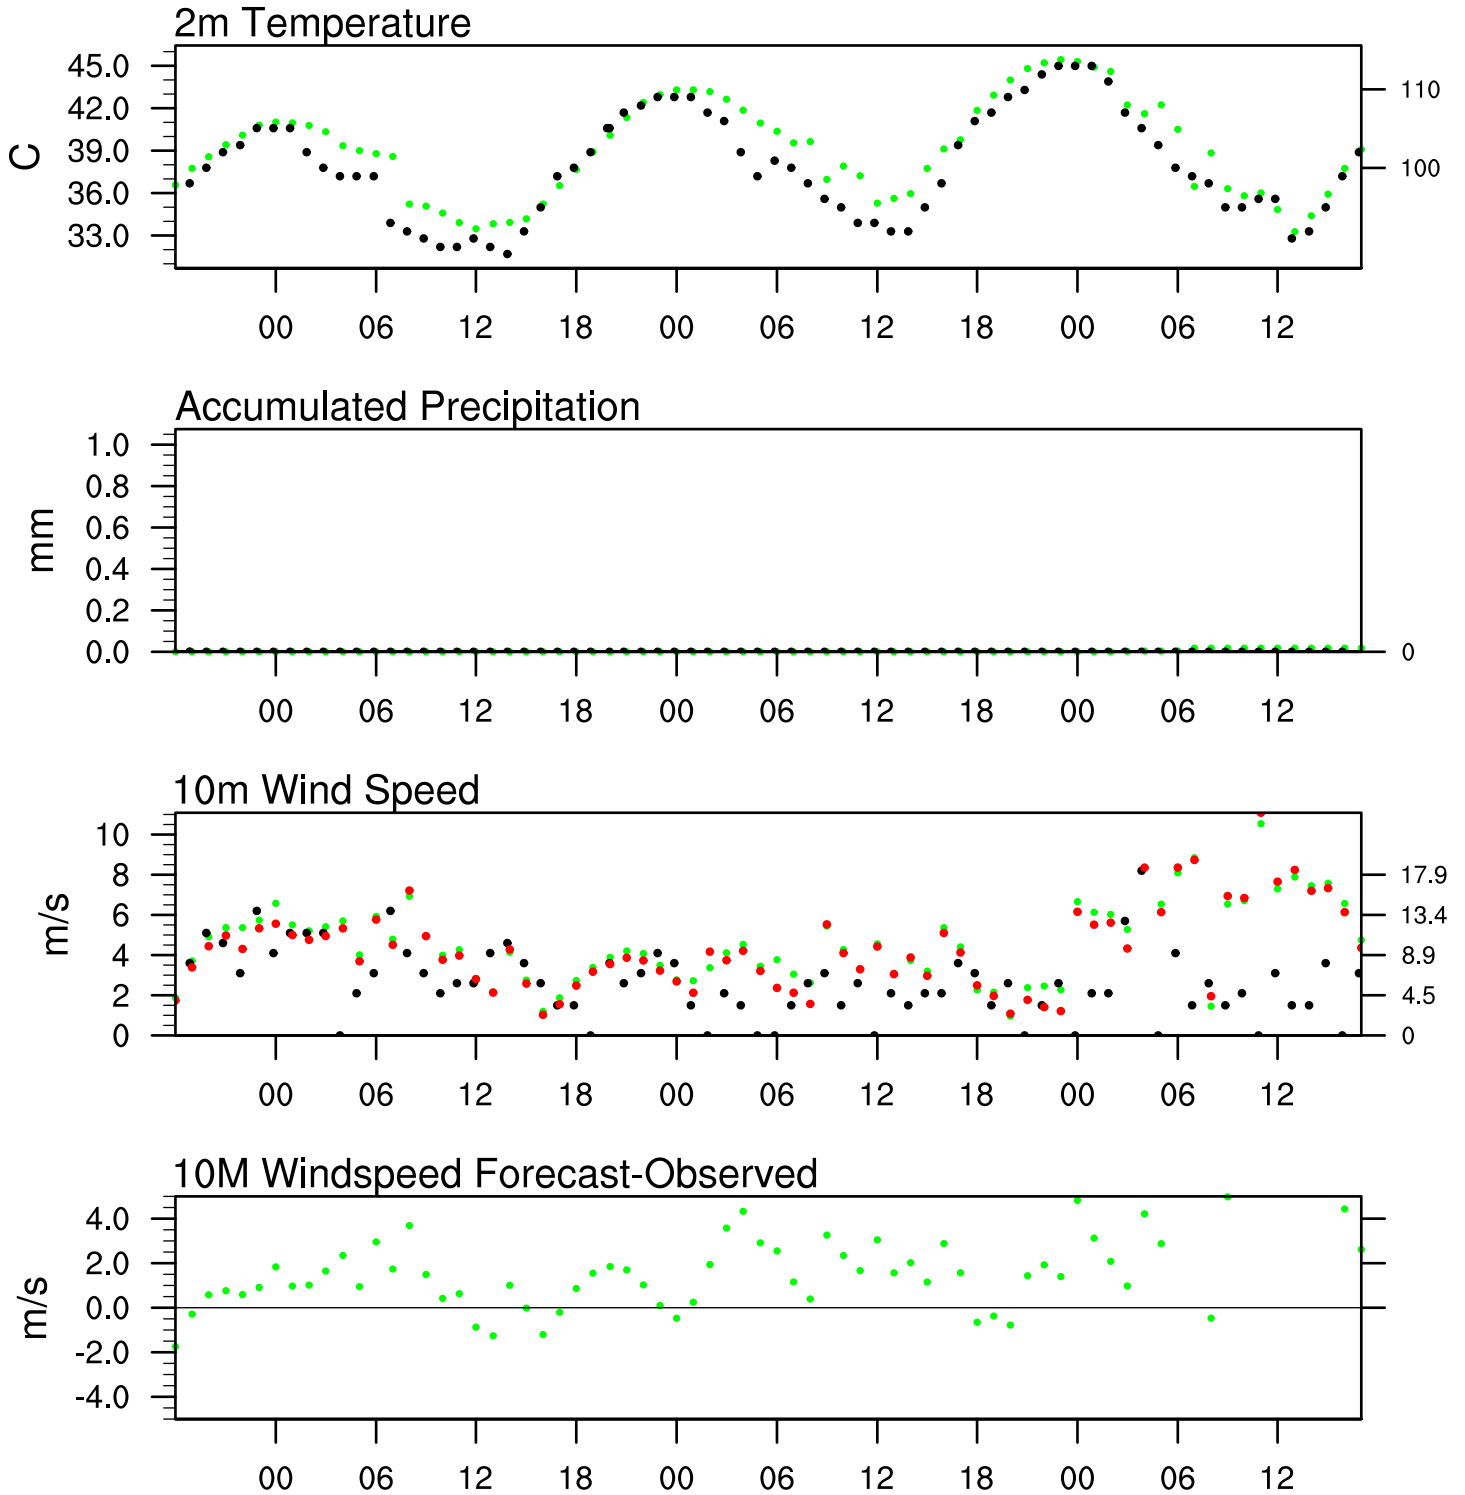 2m Temperature
45.0
42.0
39.0
36.0
33.0
C
110
100
00 06 12 18 00 06 12 18 00 06 12
Accumulated Precipitation
1.0
0.8
0.6
0.4
0.2
0.0
mm
0
00 06 12 18 00 06 12 18 00 06 12
10m Wind Speed
10
8
6
4
2
0
m/s
17.9
13.4
8.9
4.5
0
00 06 12 18 00 06 12 18 00 06 12
10M Windspeed Forecast-Observed
4.0
2.0
0.0
-2.0
-4.0
m/s
00 06 12 18 00 06 12 18 00 06 12